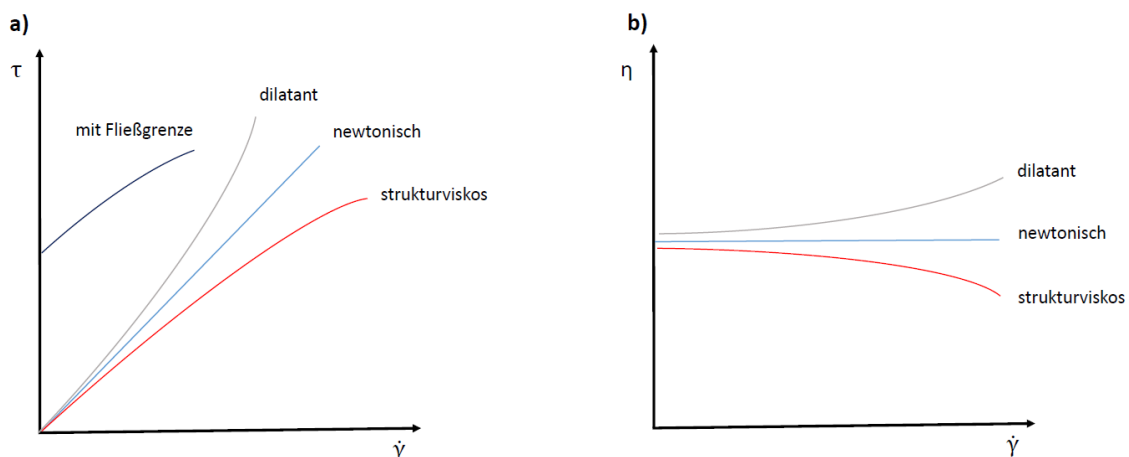 a)
τ
dilatant
mit Fließgrenze
newtonisch
strukturviskos
γ̇
b)
η
dilatant
newtonisch
strukturviskos
γ̇